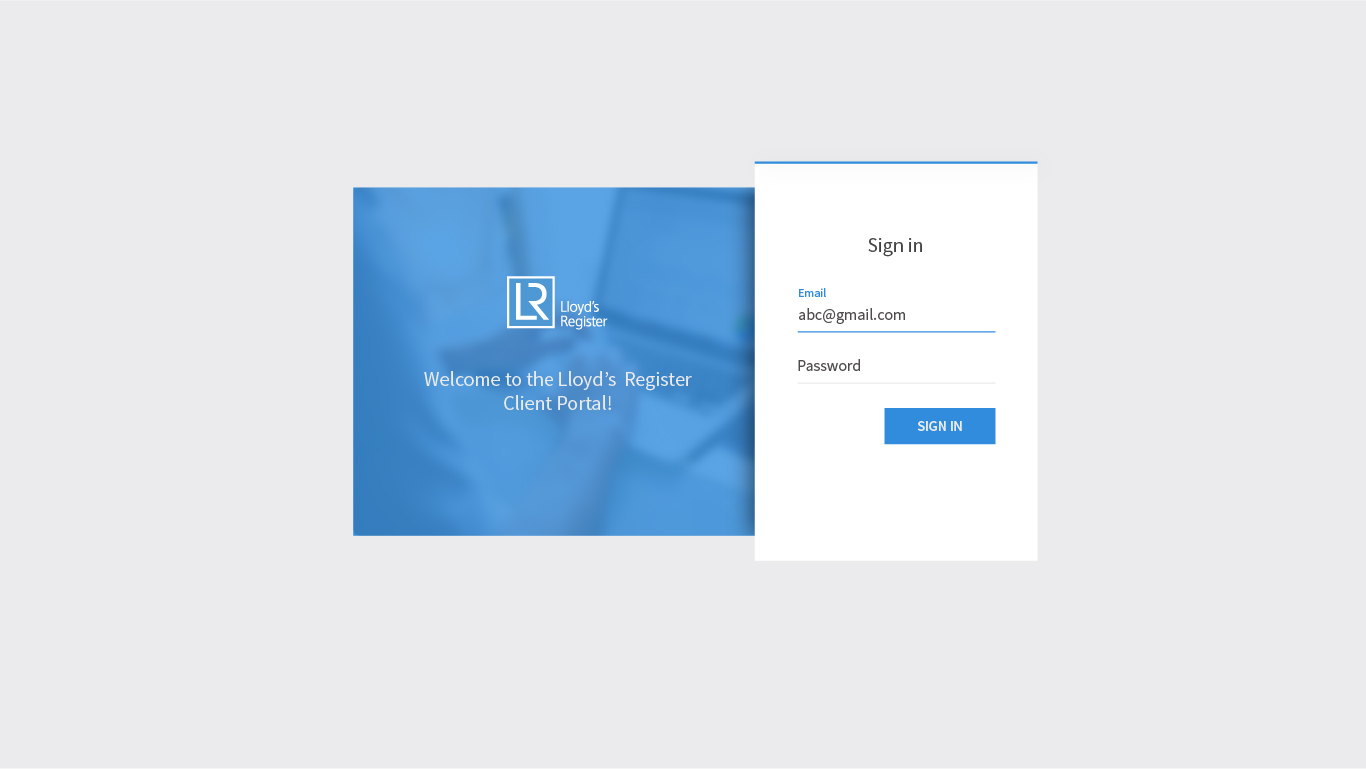 LR
Lloyd's
Register
Welcome to the Lloyd’s  Register
Client Portal!
Sign in
Email
abc@gmail.com
Password
SIGN IN